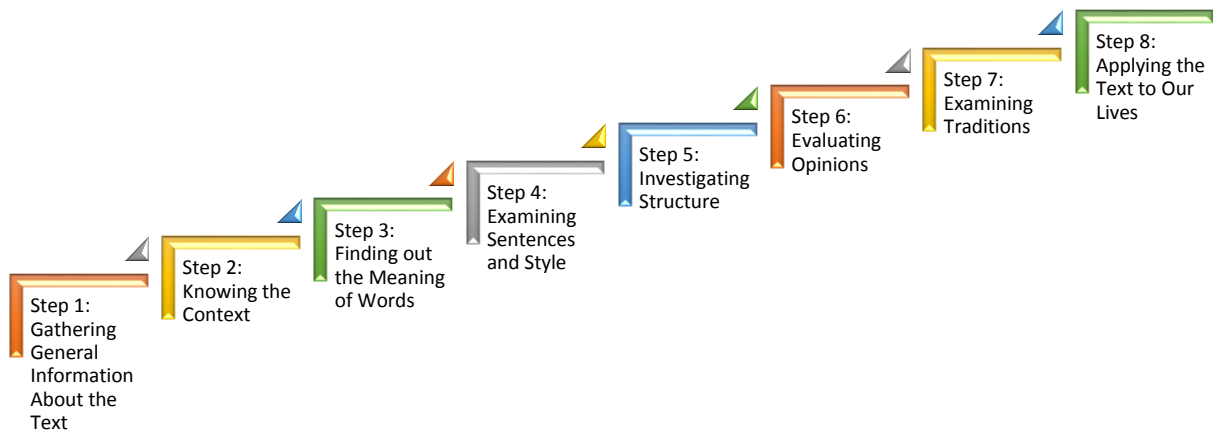 Step 1:
Gathering
General
Information
About the
Text
Step 2:
Knowing the
Context
Step 3:
Finding out
the Meaning
of Words
Step 4:
Examining
Sentences
and Style
Step 5:
Investigating
Structure
Step 6:
Evaluating
Opinions
Step 7:
Examining
Traditions
Step 8:
Applying the
Text to Our
Lives